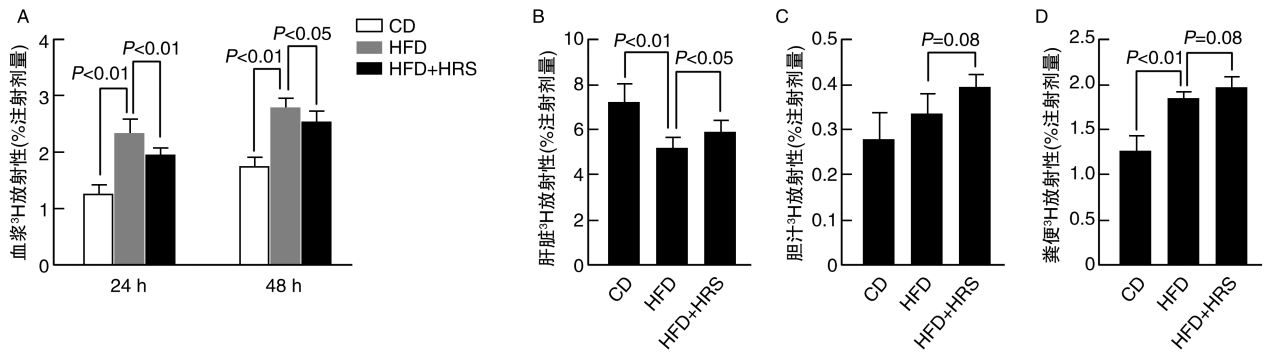 A
血浆³H放射性(%注射剂量)
4
3
2
1
0
P<0.01
P<0.01
P<0.01
P<0.05
24 h
48 h
CD
HFD
HFD+HRS
B
肝脏³H放射性(%注射剂量)
10
8
6
4
2
0
P<0.01
P<0.05
CD
HFD
HFD+HRS
C
胆汁³H放射性(%注射剂量)
0.5
0.4
0.3
0.2
0.1
0
P=0.08
CD
HFD
HFD+HRS
D
粪便³H放射性(%注射剂量)
2.5
2.0
1.5
1.0
0.5
0
P<0.01
P=0.08
CD
HFD
HFD+HRS